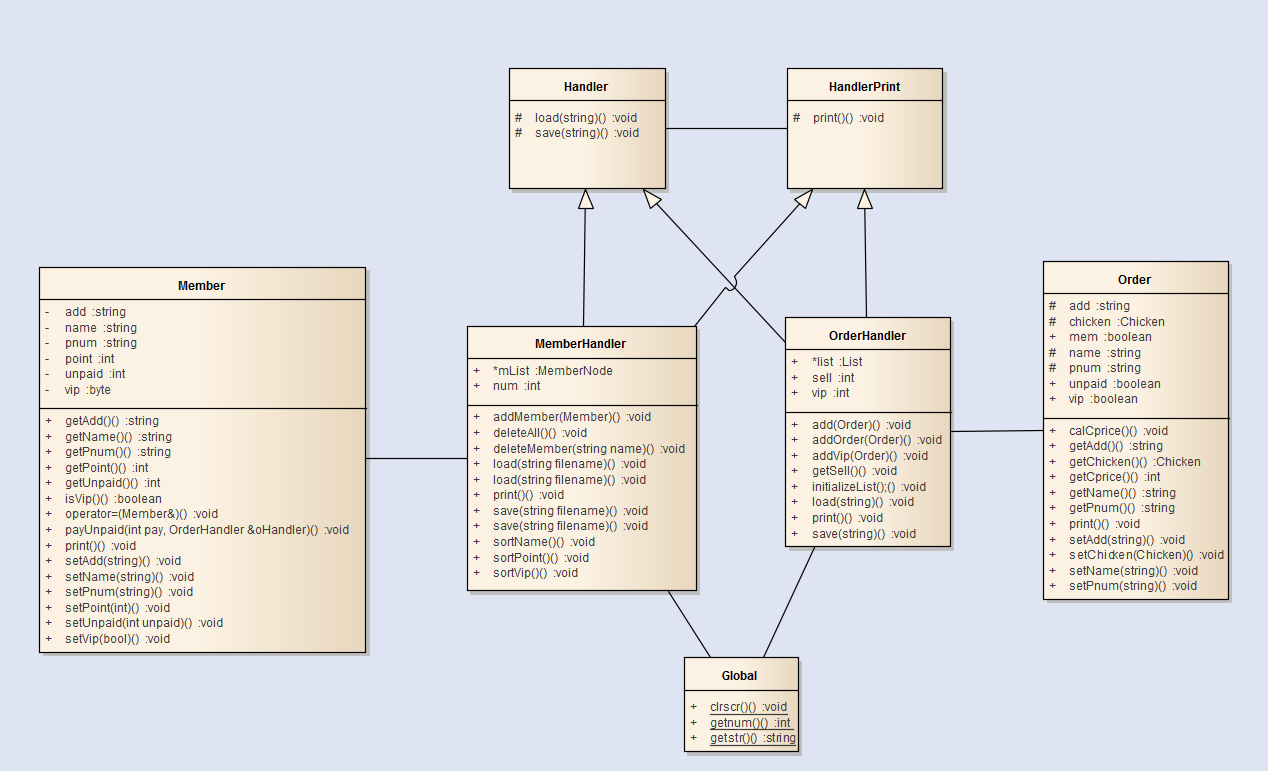 Handler
# load(string)() :void
# save(string)() :void
HandlerPrint
# print()() :void
Member
- add :string
- name :string
- pnum :string
- point :int
- unpaid :int
- vip :byte
+ getAdd()() :string
+ getName()() :string
+ getPnum()() :string
+ getPoint()() :int
+ getUnpaid()() :int
+ isVip()() :boolean
+ operator=(Member&)() :void
+ payUnpaid(int pay, OrderHandler &oHandler)() :void
+ print()() :void
+ setAdd(string)() :void
+ setName(string)() :void
+ setPnum(string)() :void
+ setPoint(int)() :void
+ setUnpaid(int unpaid)() :void
+ setVip(bool)() :void
MemberHandler
+ *mList :MemberNode
+ num :int
+ addMember(Member)() :void
+ deleteAll()() :void
+ deleteMember(string name)() :void
+ load(string filename)() :void
+ load(string filename)() :void
+ print()() :void
+ save(string filename)() :void
+ save(string filename)() :void
+ sortName()() :void
+ sortPoint()() :void
+ sortVip()() :void
OrderHandler
+ *list :List
+ sell :int
+ vip :int
+ add(Order)() :void
+ addOrder(Order)() :void
+ addVip(Order)() :void
+ getSell()() :void
+ initializeList();() :void
+ load(string)() :void
+ print()() :void
+ save(string)() :void
Order
# add :string
# chicken :Chicken
+ mem :boolean
# name :string
# pnum :string
+ unpaid :boolean
+ vip :boolean
+ calCprice()() :void
+ getAdd()() :string
+ getChicken()() :Chicken
+ getCprice()() :int
+ getName()() :string
+ getPnum()() :string
+ print()() :void
+ setAdd(string)() :void
+ setChicken(Chicken)() :void
+ setName(string)() :void
+ setPnum(string)() :void
Global
+ clrscr()() :void
+ getnum()() :int
+ getstr()() :string